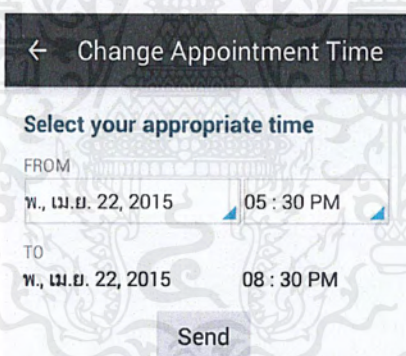 ← Change Appointment Time
Select your appropriate time
FROM
พ., เม.ย. 22, 2015 05 : 30 PM
TO
พ., เม.ย. 22, 2015 08 : 30 PM
Send